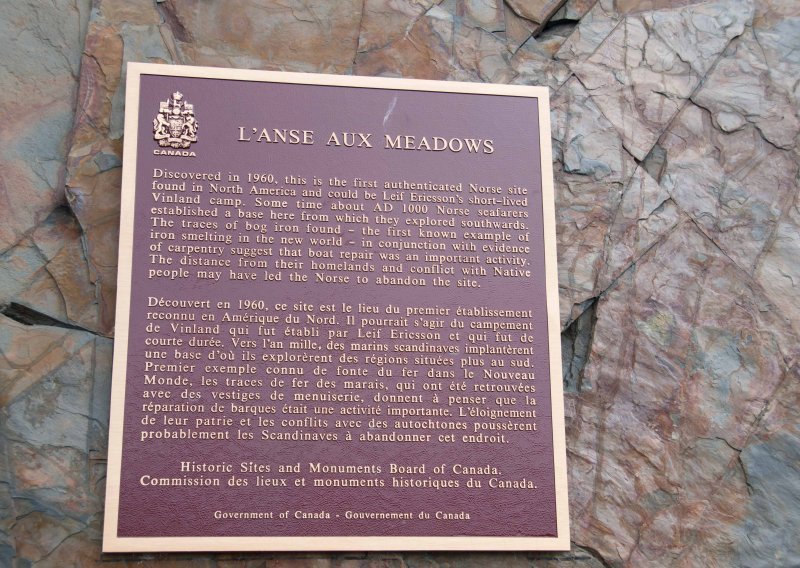 CANADA
L'ANSE AUX MEADOWS
Discovered in 1960, this is the first authenticated Norse site
found in North America and could be Leif Ericsson's short-lived
Vinland camp. Some time about AD 1000 Norse seafarers
established a base here from which they explored southwards.
The traces of bog iron found - the first known example of
iron smelting in the new world - in conjunction with evidence
of carpentry suggest that boat repair was an important activity.
The distance from their homelands and conflict with Native
people may have led the Norse to abandon the site.
Découvert en 1960, ce site est le lieu du premier établissement
reconnu en Amérique du Nord. Il pourrait s'agir du campement
de Vinland qui fut établi par Leif Ericsson et qui fut de
courte durée. Vers l'an mille, des marins scandinaves implantèrent
une base d'où ils explorèrent des régions situées plus au sud.
Premier exemple connu de fonte du fer dans le Nouveau
Monde, les traces de fer des marais, qui ont été retrouvées
avec des vestiges de menuiserie, donnent à penser que la
réparation de barques était une activité importante. L'éloignement
de leur patrie et les conflits avec des autochtones poussèrent
probablement les Scandinaves à abandonner cet endroit.
Historic Sites and Monuments Board of Canada.
Commission des lieux et monuments historiques du Canada.
Government of Canada - Gouvernement du Canada